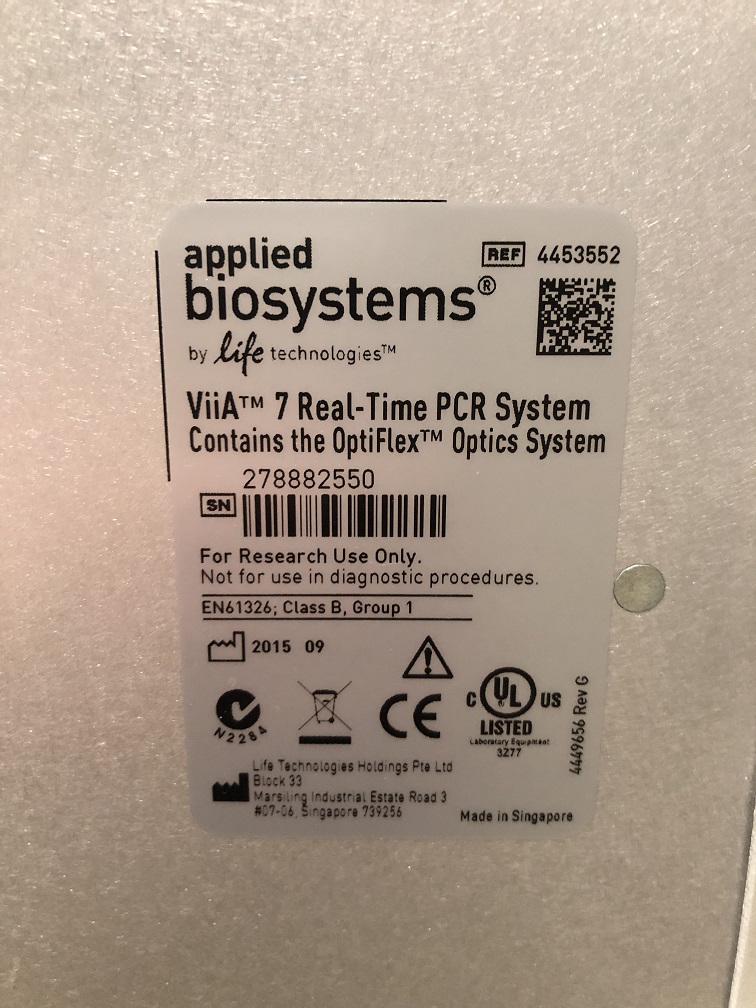 applied
biosystems®
by life technologies™
REF 4453552
ViiA™ 7 Real-Time PCR System
Contains the OptiFlex™ Optics System
278882550
SN
For Research Use Only.
Not for use in diagnostic procedures.
EN61326; Class B, Group 1
2015 09
N2284
CE
C UL US
LISTED
Laboratory Equipment
3277
4449656 Rev G
Life Technologies Holdings Pte Ltd
Block 33
Marsiling Industrial Estate Road 3
#07-06, Singapore 739256
Made in Singapore